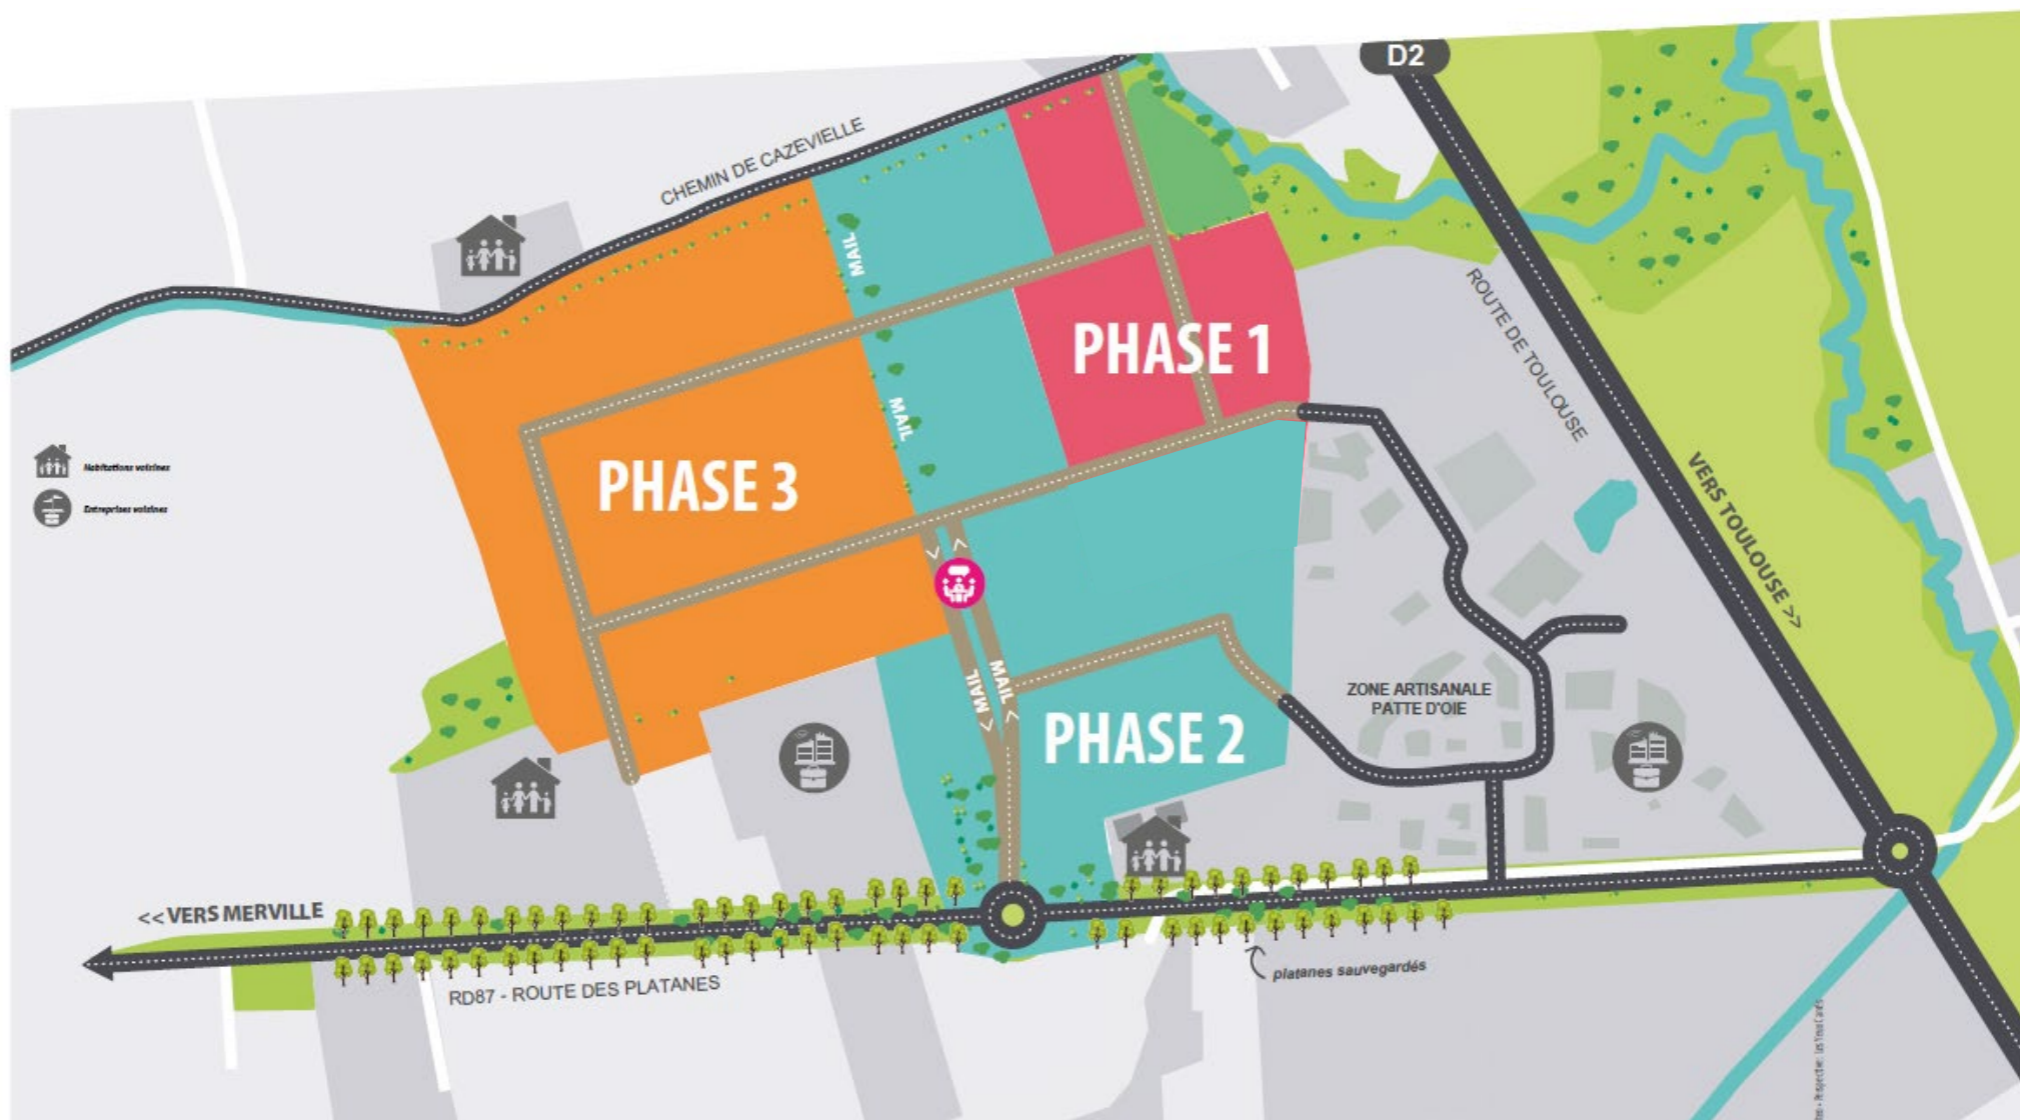 D2
CHEMIN DE CAZEVIELLE
MAIL
ROUTE DE TOULOUSE
PHASE 1
MAIL
Habitations voisines
PHASE 3
VERS TOULOUSE >>
Entreprises voisines
MAIL
MAIL
ZONE ARTISANALE
PATTE D'OIE
PHASE 2
<< VERS MERVILLE
platanes sauvegardés
RD87 - ROUTE DES PLATANES